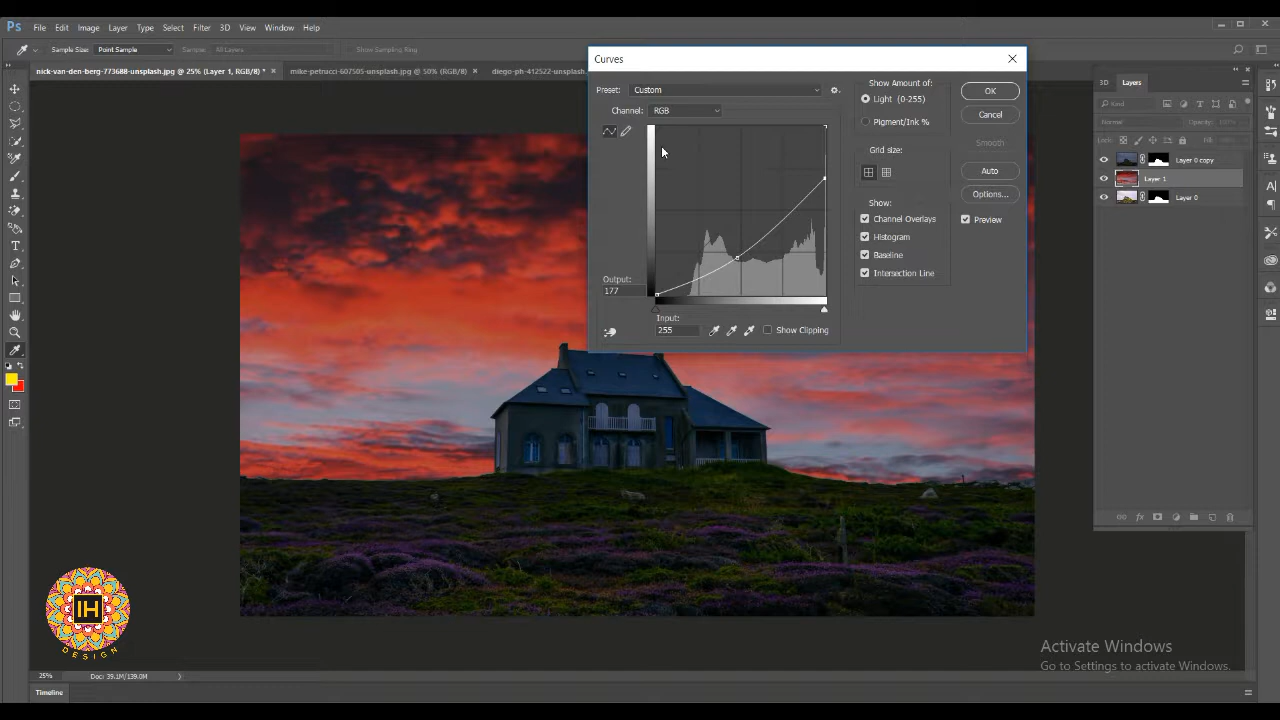 Ps File Edit Image Layer Type Select Filter 3D View Window Help
Sample Size: Point Sample Sample: All Layers Show Sampling Ring
nick-van-den-berg-773688-unsplash.jpg @ 25% (Layer 1, RGB/8) * × mike-petrucci-607505-unsplash.jpg @ 50% (RGB/8) × diego-ph-412522-unsplash.
Curves
Preset: Custom
Channel: RGB
Output:
177
Input:
255
Show Clipping
Show Amount of:
Light (0-255)
Pigment/Ink %
Grid size:
Show:
Channel Overlays
Histogram
Baseline
Intersection Line
OK
Cancel
Smooth
Auto
Options...
Preview
3D Layers
Kind
Normal Opacity: 100%
Lock: Fill: 100%
Layer 0 copy
Layer 1
Layer 0
IH
DESIGN
Activate Windows
Go to Settings to activate Windows.
25% Doc: 39.1M/139.0M
Timeline